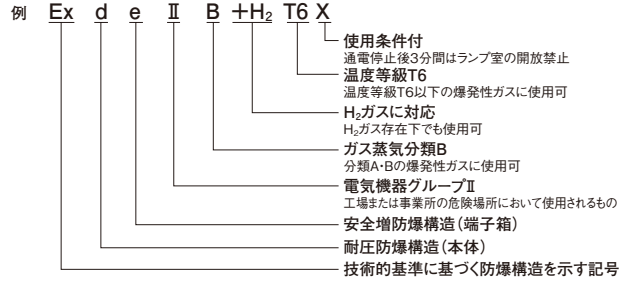 例 Ex d e Ⅱ B +H₂ T6 X
使用条件付
通電停止後3分間はランプ室の開放禁止
温度等級T6
温度等級T6以下の爆発性ガスに使用可
H₂ガスに対応
H₂ガス存在下でも使用可
ガス蒸気分類B
分類A・Bの爆発性ガスに使用可
電気機器グループⅡ
工場または事業所の危険場所において使用されるもの
安全増防爆構造(端子箱)
耐圧防爆構造(本体)
技術的基準に基づく防爆構造を示す記号